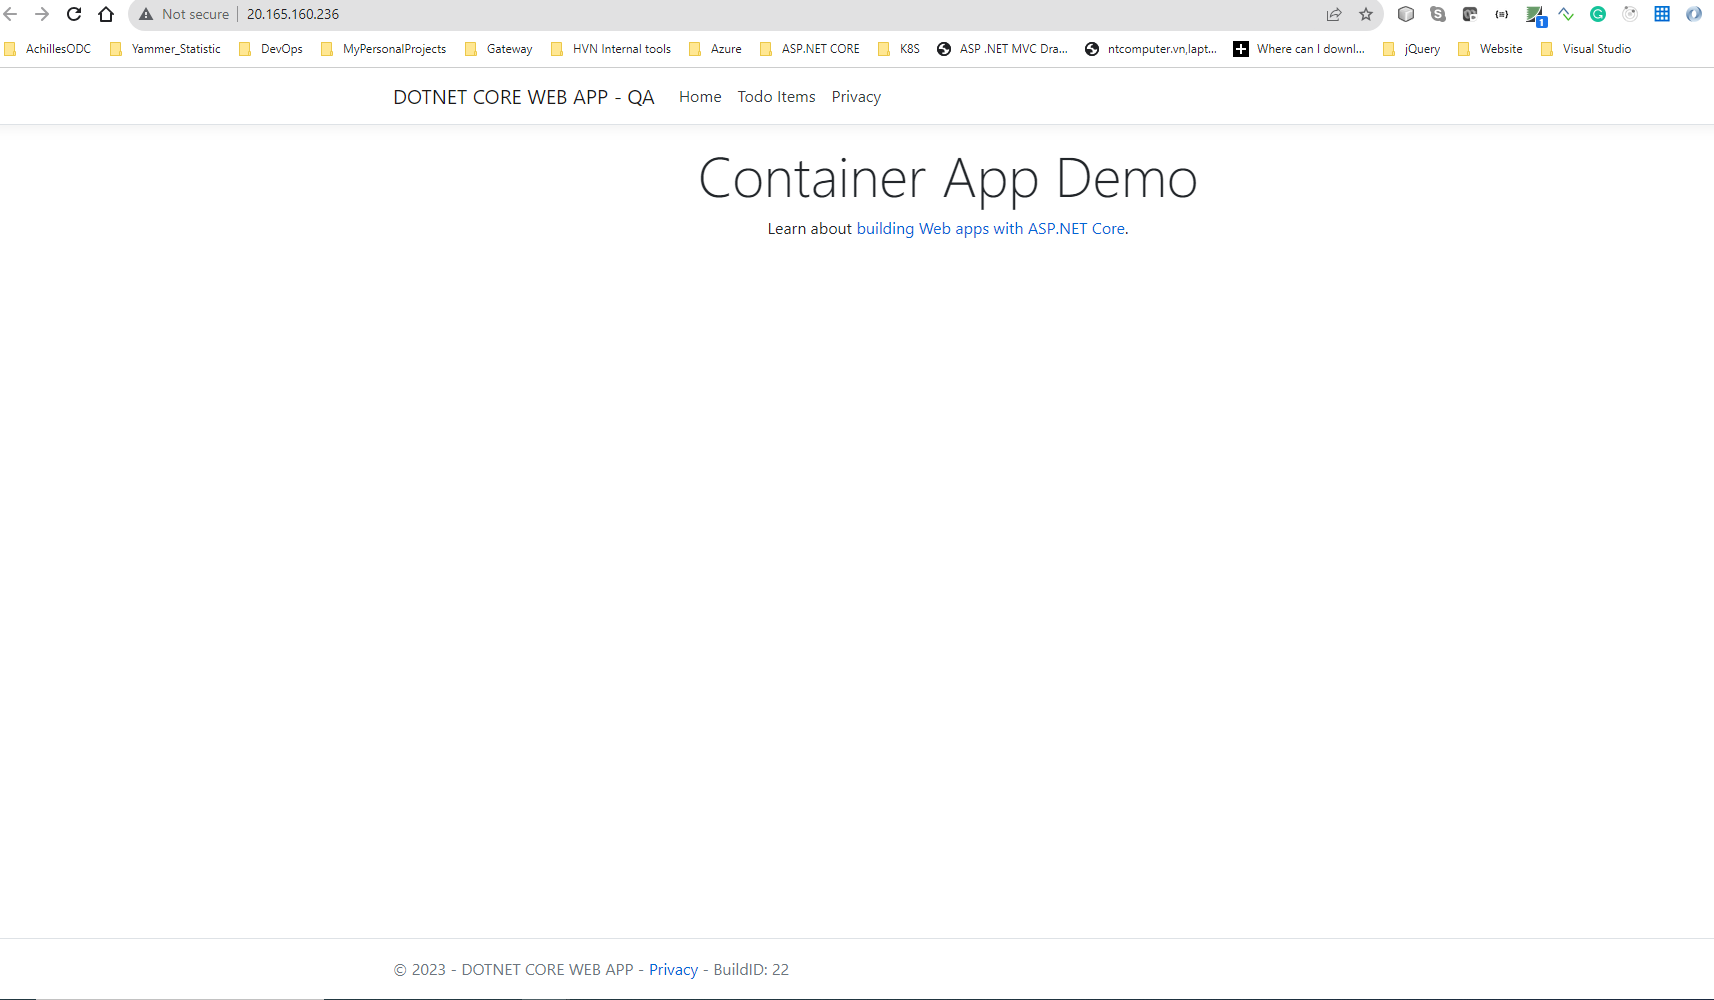 Not secure 20.165.160.236
AchillesODC Yammer_Statistic DevOps MyPersonalProjects Gateway HVN Internal tools Azure ASP.NET CORE K8S ASP .NET MVC Dra... ntcomputer.vn,lapt... Where can I downl... jQuery Website Visual Studio
DOTNET CORE WEB APP - QA Home Todo Items Privacy
Container App Demo
Learn about building Web apps with ASP.NET Core.
© 2023 - DOTNET CORE WEB APP - Privacy - BuildID: 22